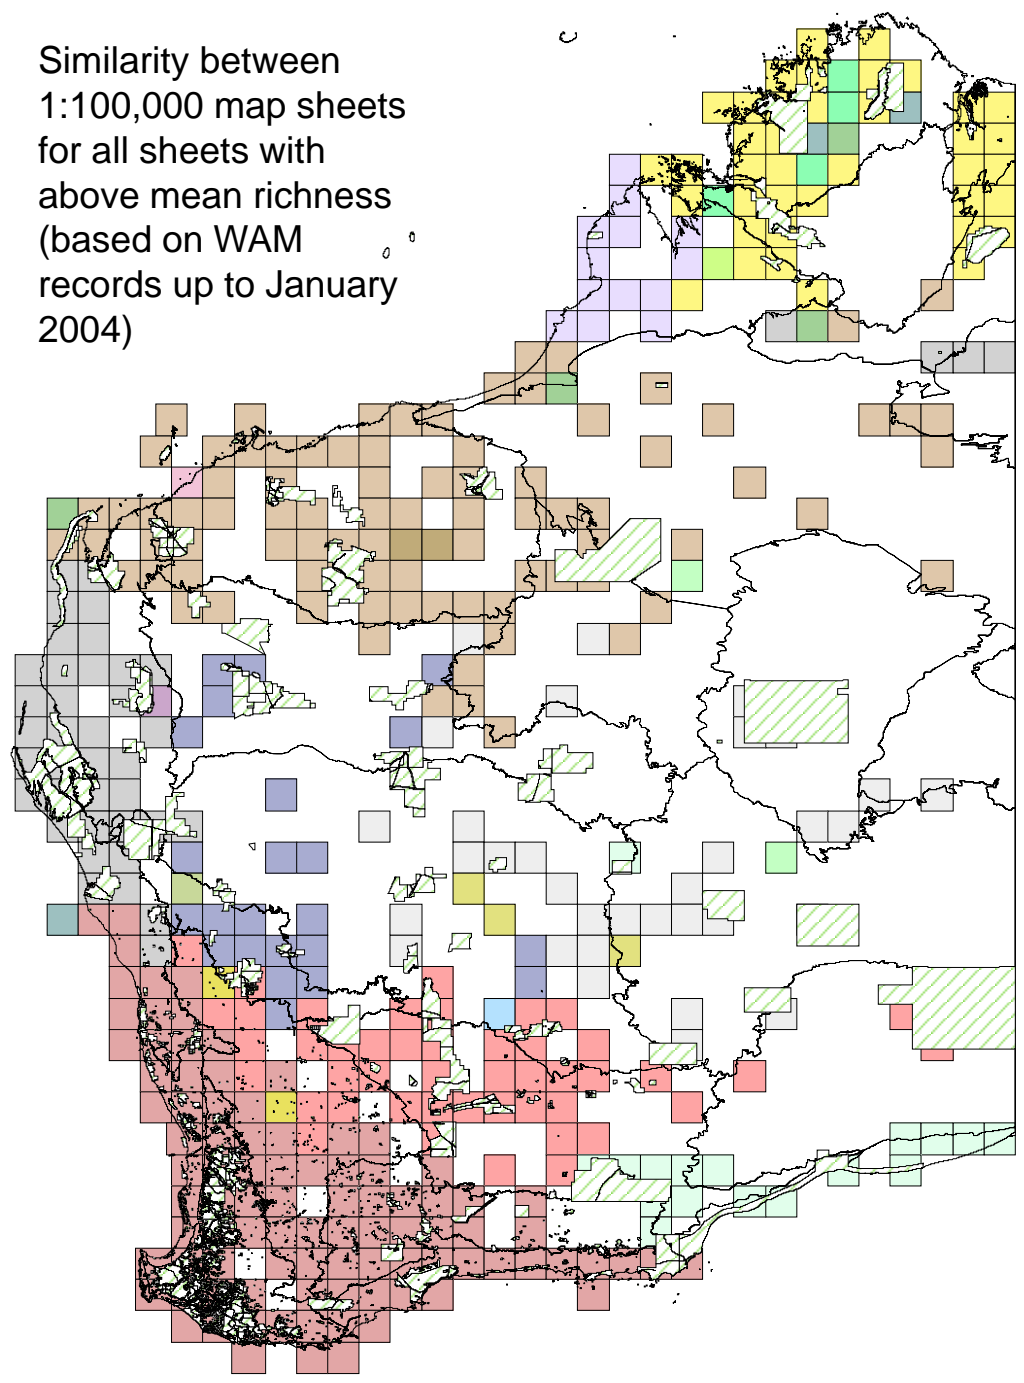 Similarity between
1:100,000 map sheets
for all sheets with
above mean richness
(based on WAM
records up to January
2004)